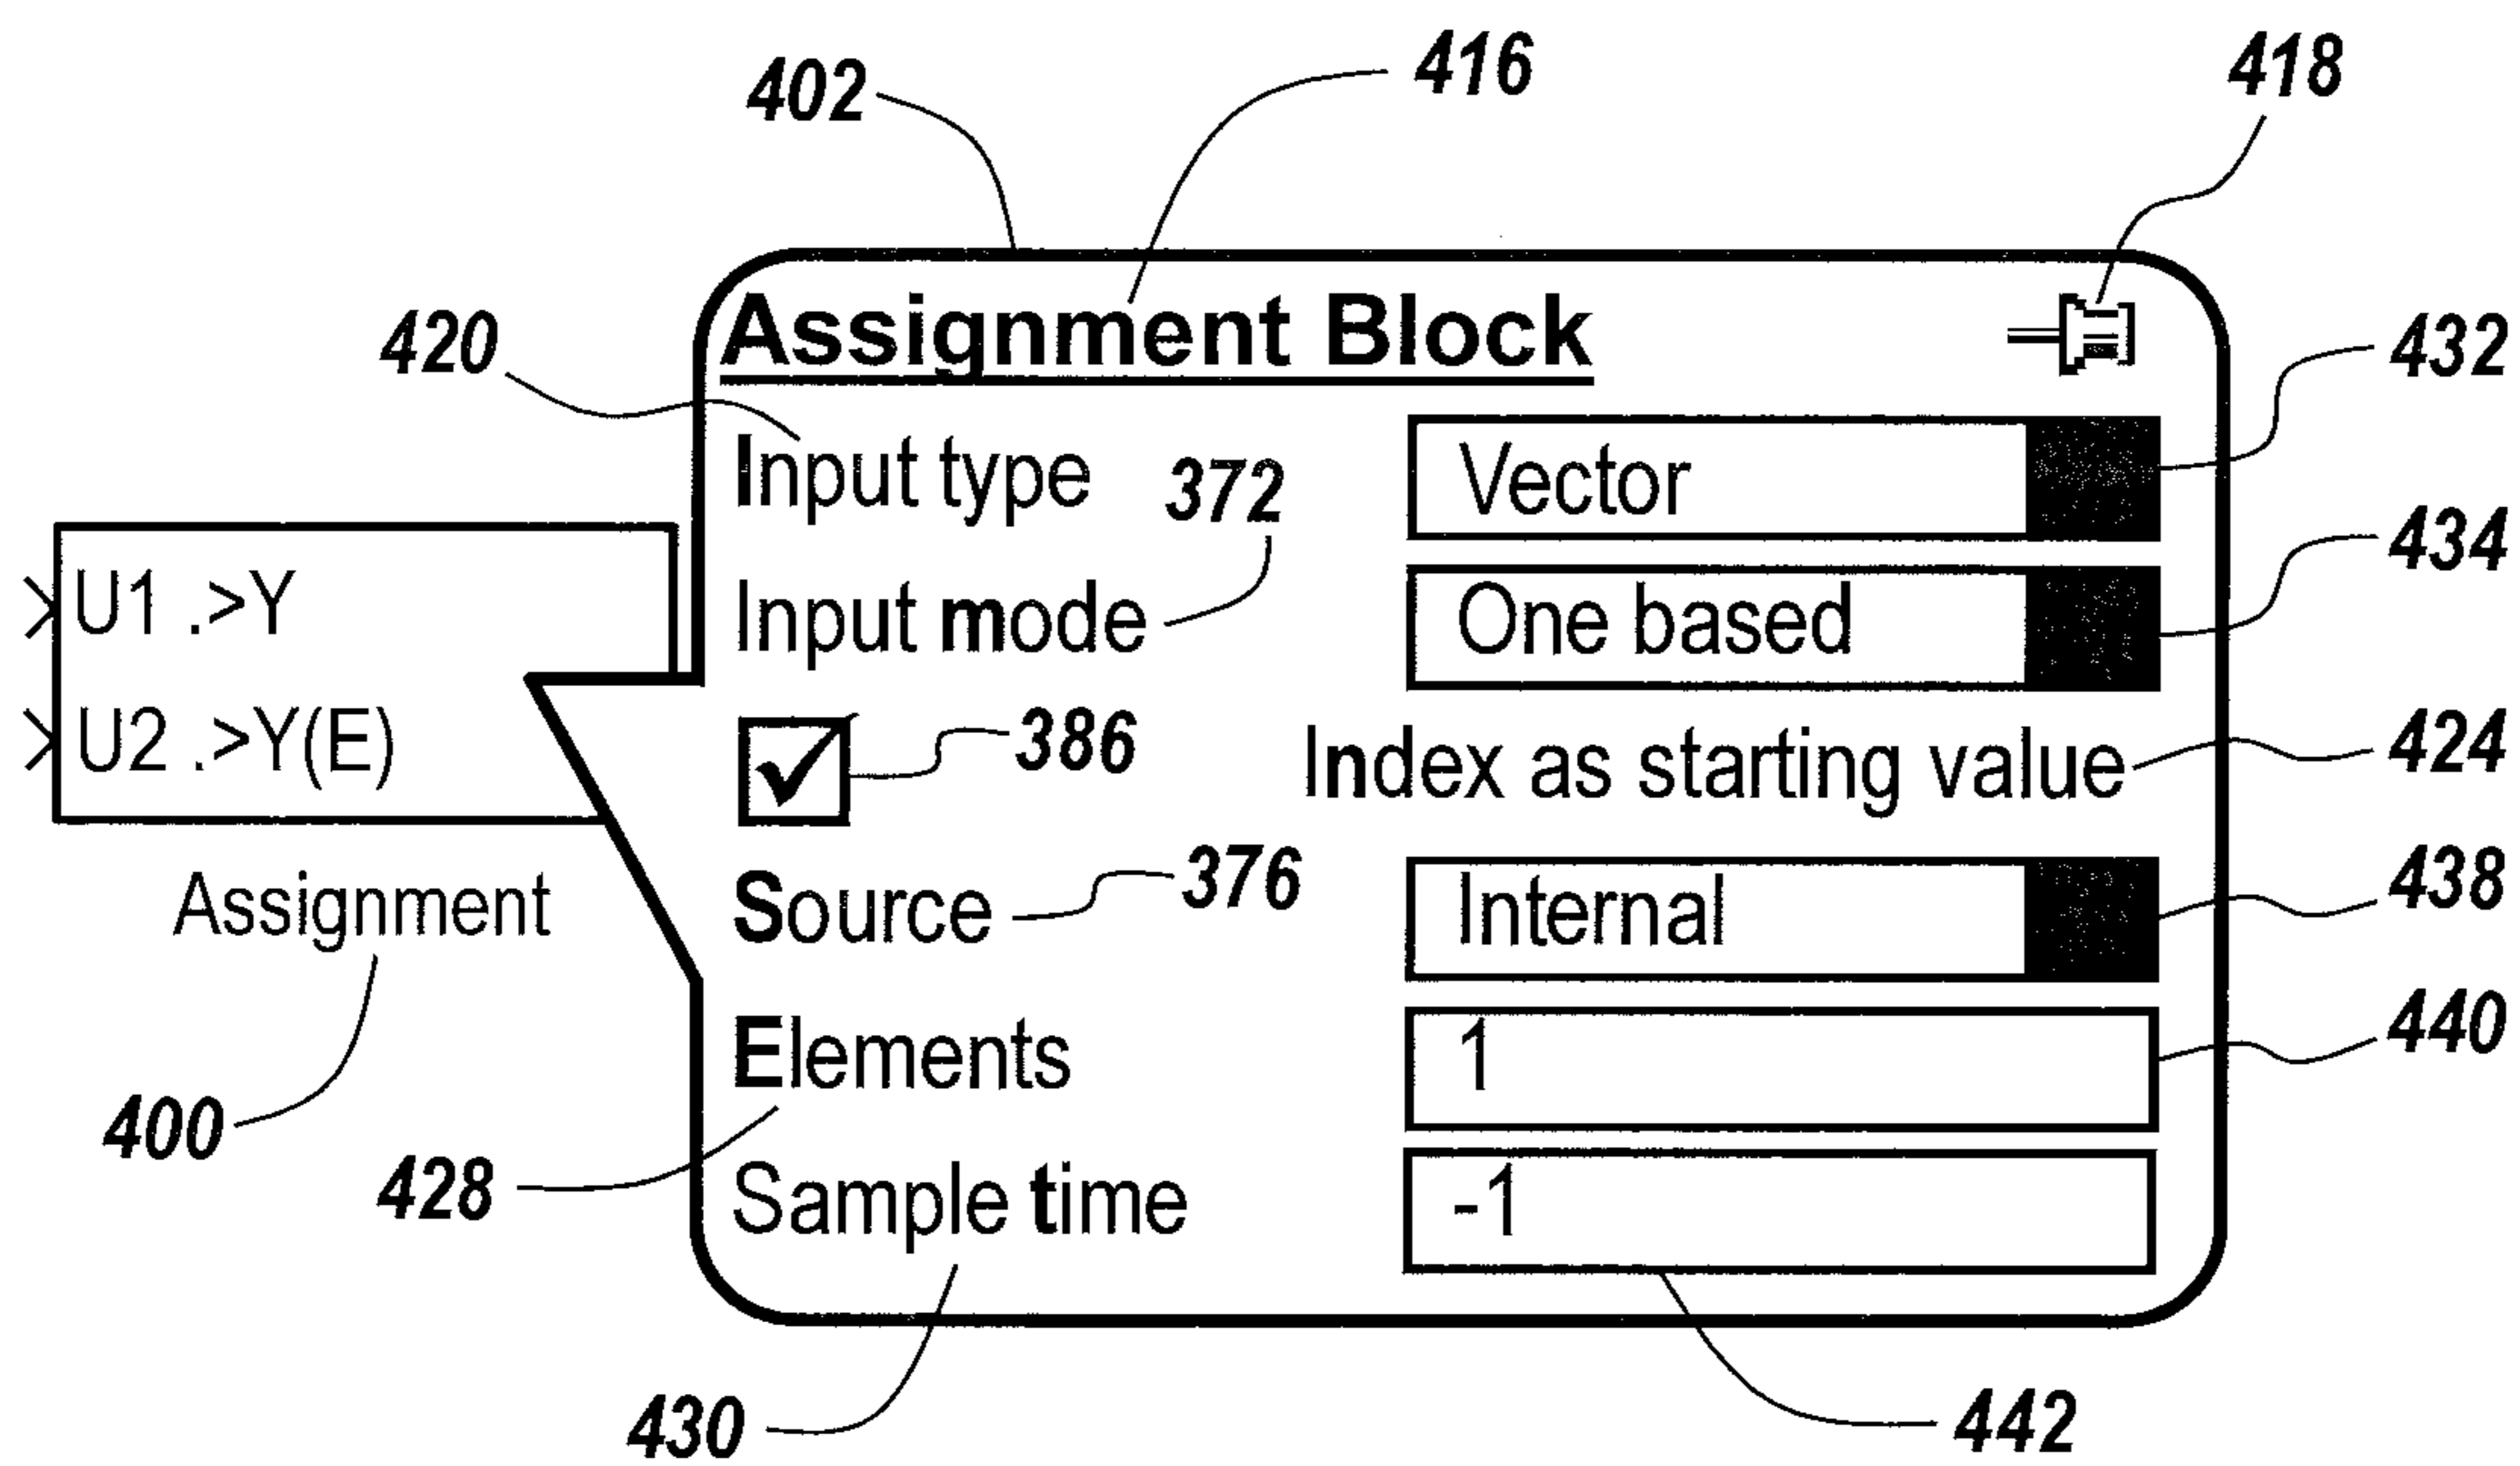 416
418
402
Assignment Block
420
432
Input type
Vector
372
434
U1 .>Y
Input mode
One based
U2 .>Y(E)
386
Index as starting value
424
Assignment
Source
376
Internal
438
Elements
1
440
400
428
Sample time
-1
430
442